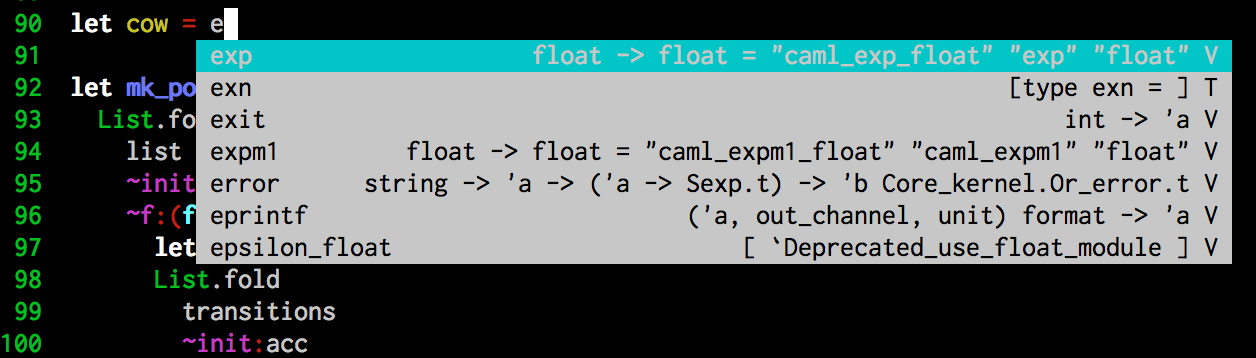 90 let cow = e
91 exp float -> float = "caml_exp_float" "exp" "float" V
92 let mk_po exn [type exn = ] T
93 List.fo exit int -> 'a V
94 list expm1 float -> float = "caml_expm1_float" "caml_expm1" "float" V
95 ~init error string -> 'a -> ('a -> Sexp.t) -> 'b Core_kernel.Or_error.t V
96 ~f:(f eprintf ('a, out_channel, unit) format -> 'a V
97 let epsilon_float [ `Deprecated_use_float_module ] V
98 List.fold
99 transitions
100 ~init:acc